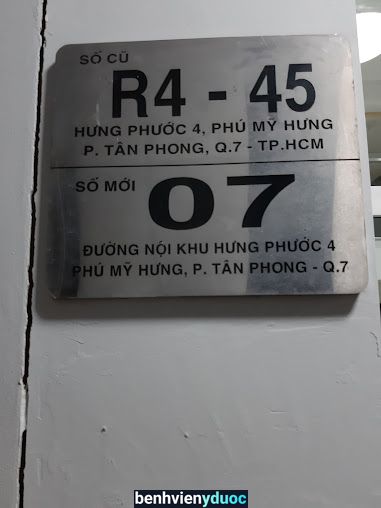 SỐ CŨ
R4 - 45
HƯNG PHƯỚC 4, PHÚ MỸ HƯNG
P. TÂN PHONG, Q.7 - TP.HCM
SỐ MỚI
07
ĐƯỜNG NỘI KHU HƯNG PHƯỚC 4
PHÚ MỸ HƯNG, P. TÂN PHONG - Q.7
benhvienyduoc